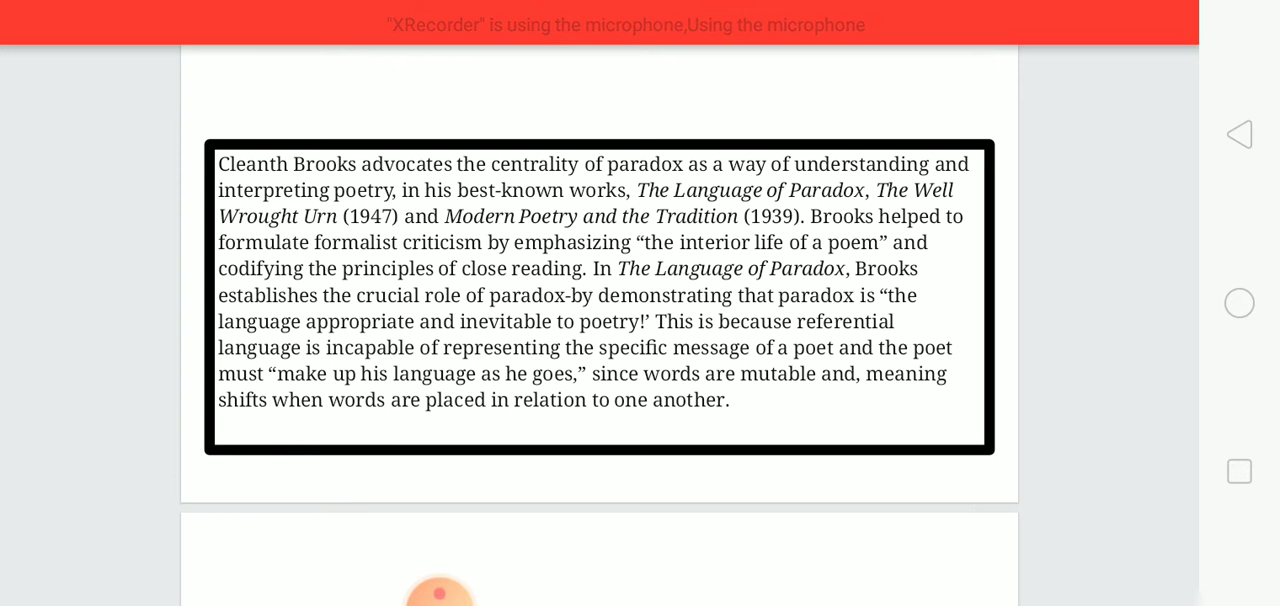 "XRecorder" is using the microphone,Using the microphone
Cleanth Brooks advocates the centrality of paradox as a way of understanding and
interpreting poetry, in his best-known works, The Language of Paradox, The Well
Wrought Urn (1947) and Modern Poetry and the Tradition (1939). Brooks helped to
formulate formalist criticism by emphasizing “the interior life of a poem” and
codifying the principles of close reading. In The Language of Paradox, Brooks
establishes the crucial role of paradox-by demonstrating that paradox is “the
language appropriate and inevitable to poetry!’ This is because referential
language is incapable of representing the specific message of a poet and the poet
must “make up his language as he goes,” since words are mutable and, meaning
shifts when words are placed in relation to one another.